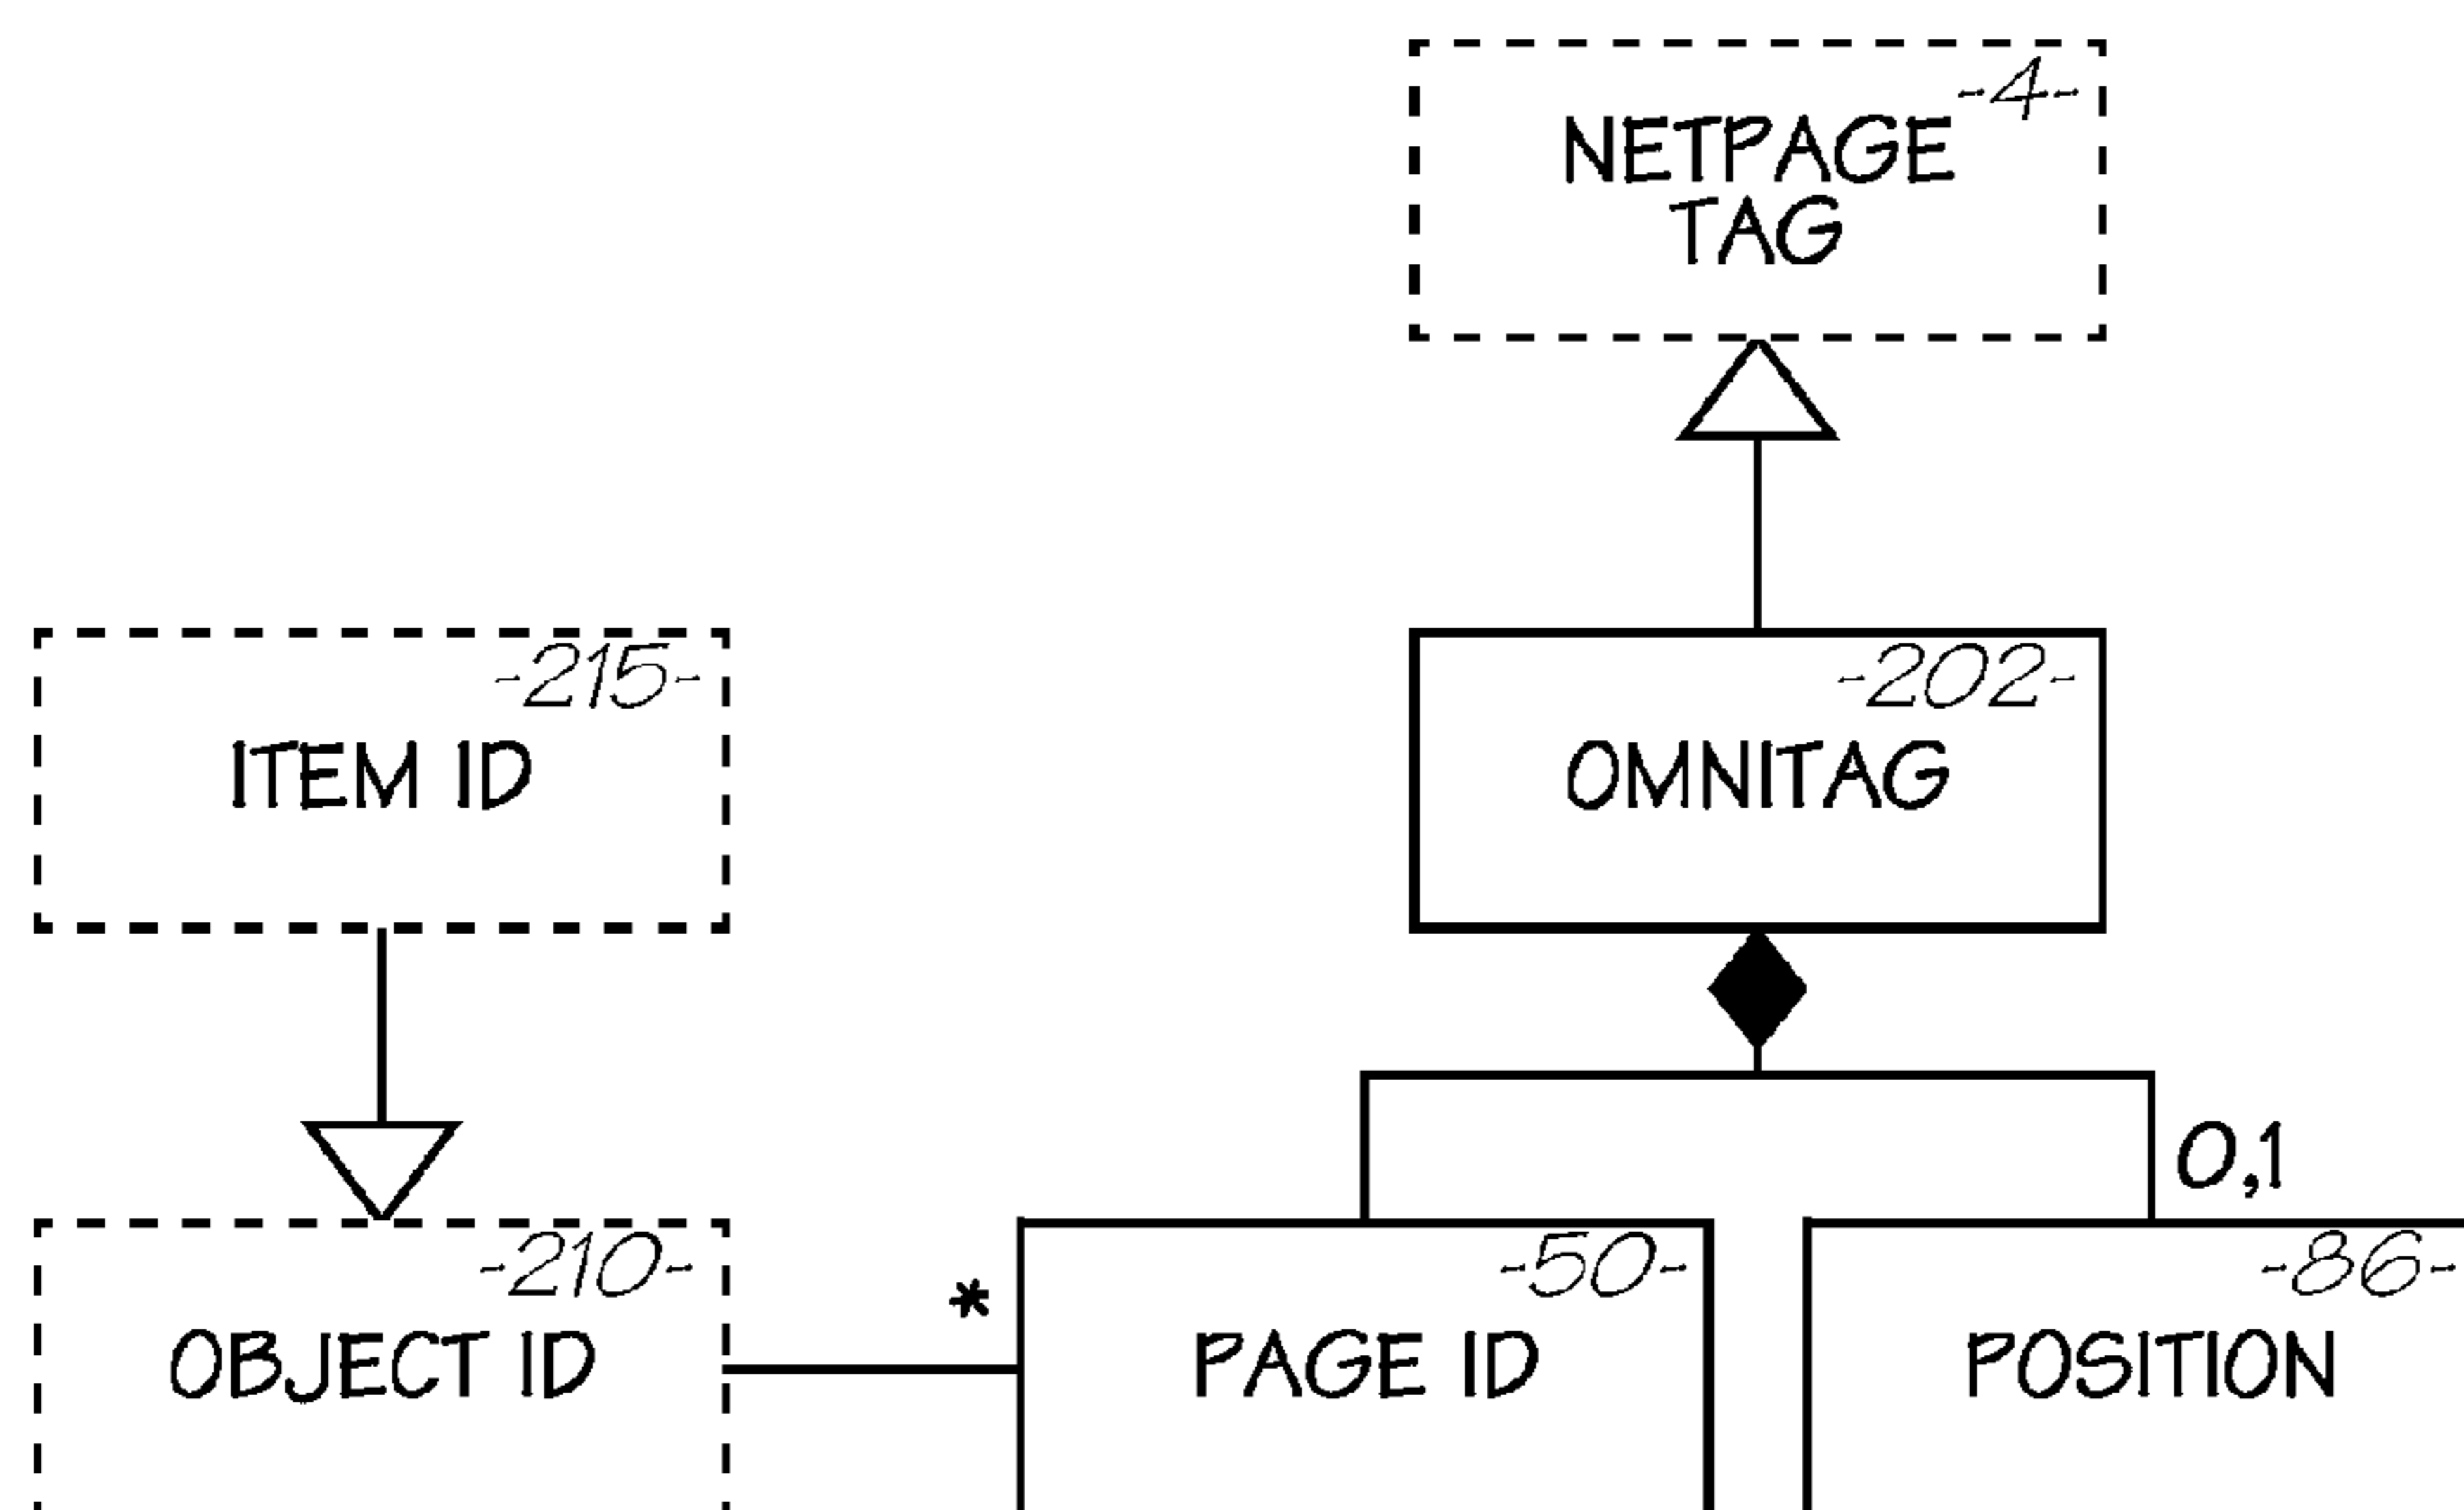 -4-
NETPAGE
TAG
-215-
ITEM ID
-202-
OMNITAG
0,1
-210-
OBJECT ID
*
-50-
PAGE ID
-86-
POSITION